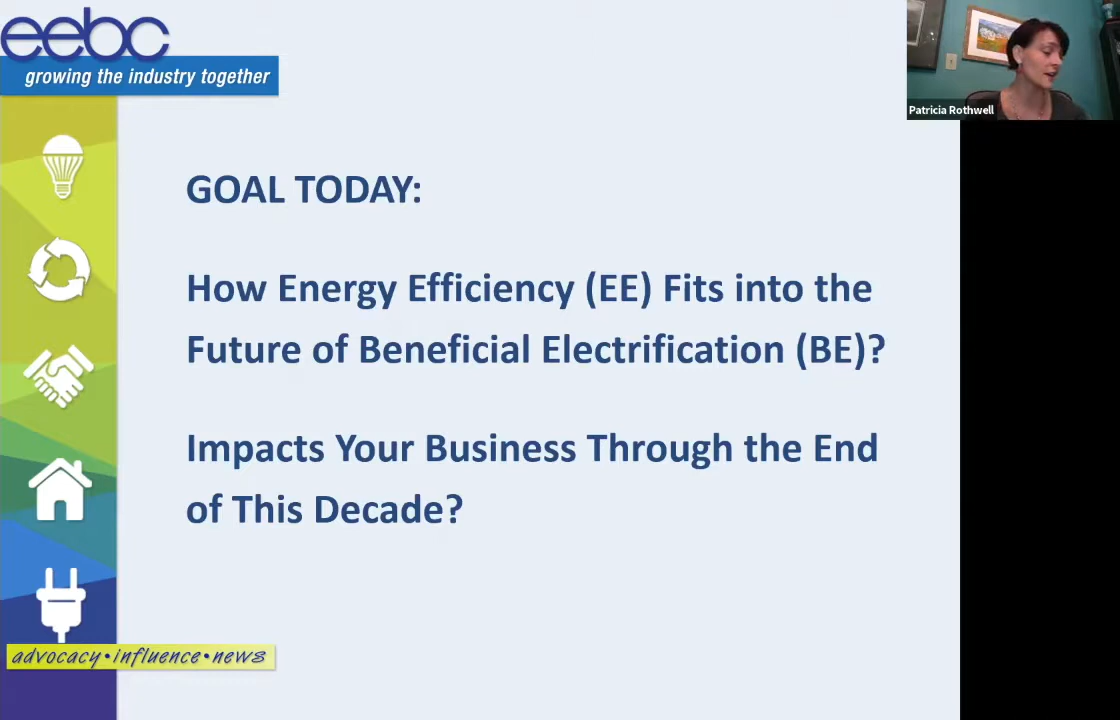 eebc
growing the industry together
Patricia Rothwell
GOAL TODAY:
How Energy Efficiency (EE) Fits into the
Future of Beneficial Electrification (BE)?
Impacts Your Business Through the End
of This Decade?
advocacy•influence•news